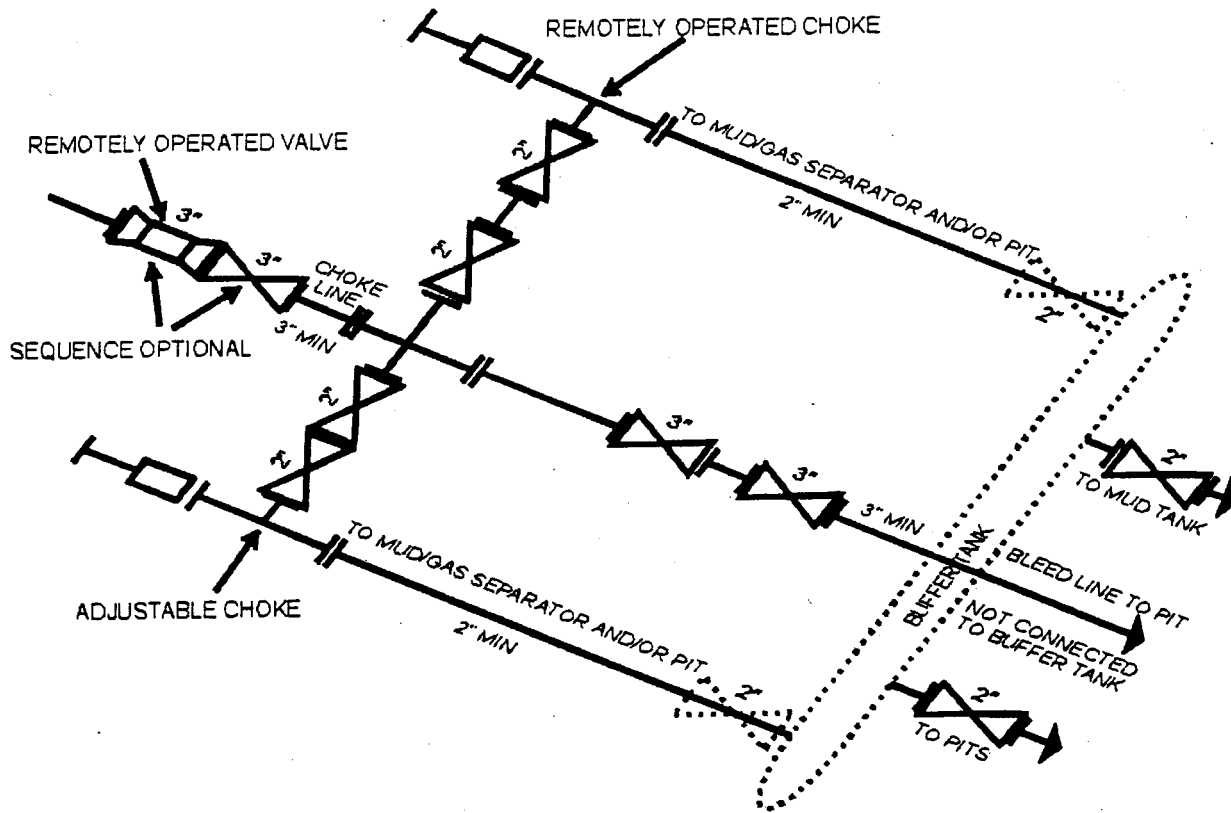 REMOTELY OPERATED CHOKE
TO MUD/GAS SEPARATOR AND/OR PIT
2" MIN
2"
2"
2"
REMOTELY OPERATED VALVE
3"
3"
CHOKE
LINE
3" MIN
SEQUENCE OPTIONAL
2"
2"
3"
3"
3" MIN
2"
TO MUD TANK
BUFFER TANK
BLEED LINE TO PIT
NOT CONNECTED
TO BUFFER TANK
ADJUSTABLE CHOKE
TO MUD/GAS SEPARATOR AND/OR PIT
2" MIN
2"
2"
TO PITS